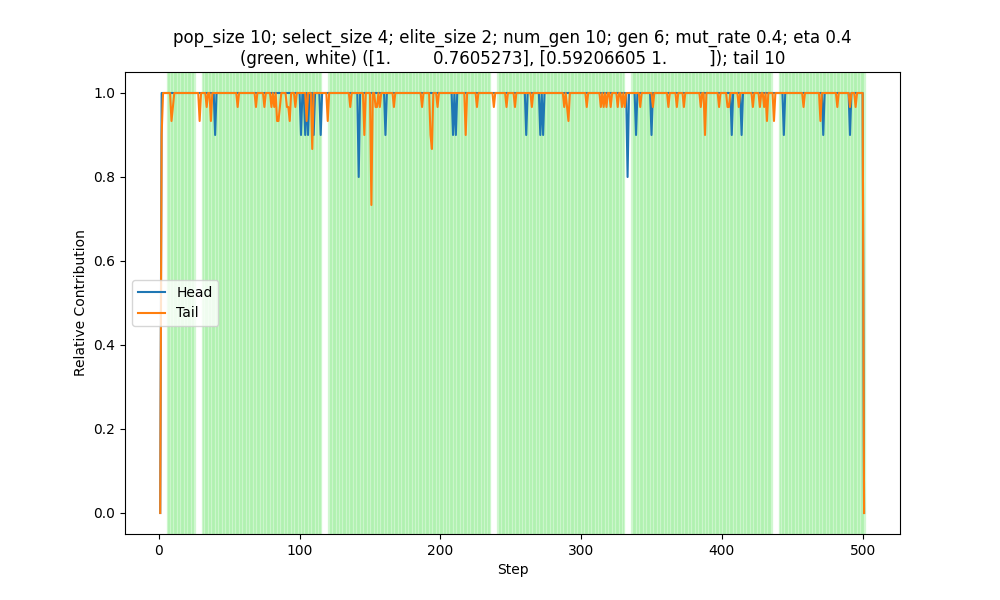 pop_size 10; select_size 4; elite_size 2; num_gen 10; gen 6; mut_rate 0.4; eta 0.4
(green, white) ([1. 0.7605273], [0.59206605 1. ]); tail 10
1.0
0.8
0.6
0.4
0.2
0.0
Relative Contribution
Head
Tail
0 100 200 300 400 500
Step